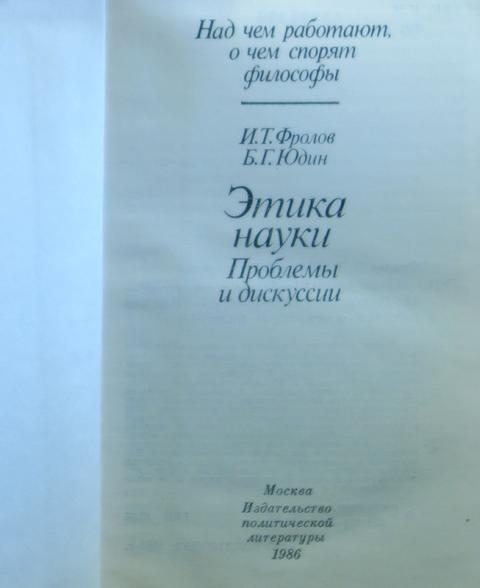 Над чем работают,
о чем спорят
философы
И.Т.Фролов
Б.Г.Юдин
Этика
науки
Проблемы
и дискуссии
Москва
Издательство
политической
литературы
1986